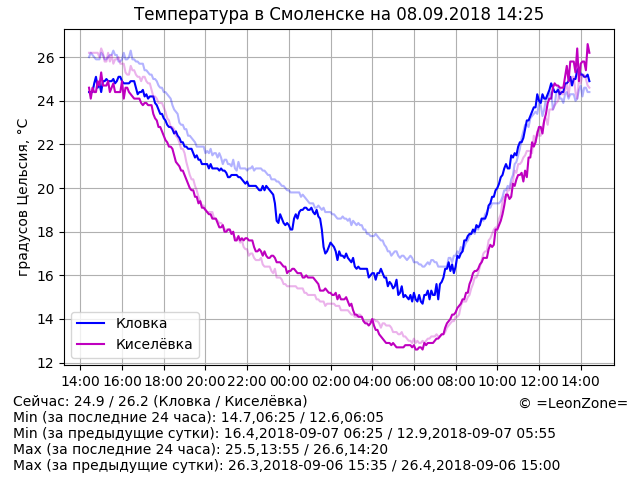 Температура в Смоленске на 08.09.2018 14:25
градусов Цельсия, °C
26
24
22
20
18
16
14
12
Кловка
Киселёвка
14:00 16:00 18:00 20:00 22:00 00:00 02:00 04:00 06:00 08:00 10:00 12:00 14:00
Сейчас: 24.9 / 26.2 (Кловка / Киселёвка)
© =LeonZone=
Min (за последние 24 часа): 14.7,06:25 / 12.6,06:05
Min (за предыдущие сутки): 16.4,2018-09-07 06:25 / 12.9,2018-09-07 05:55
Max (за последние 24 часа): 25.5,13:55 / 26.6,14:20
Max (за предыдущие сутки): 26.3,2018-09-06 15:35 / 26.4,2018-09-06 15:00